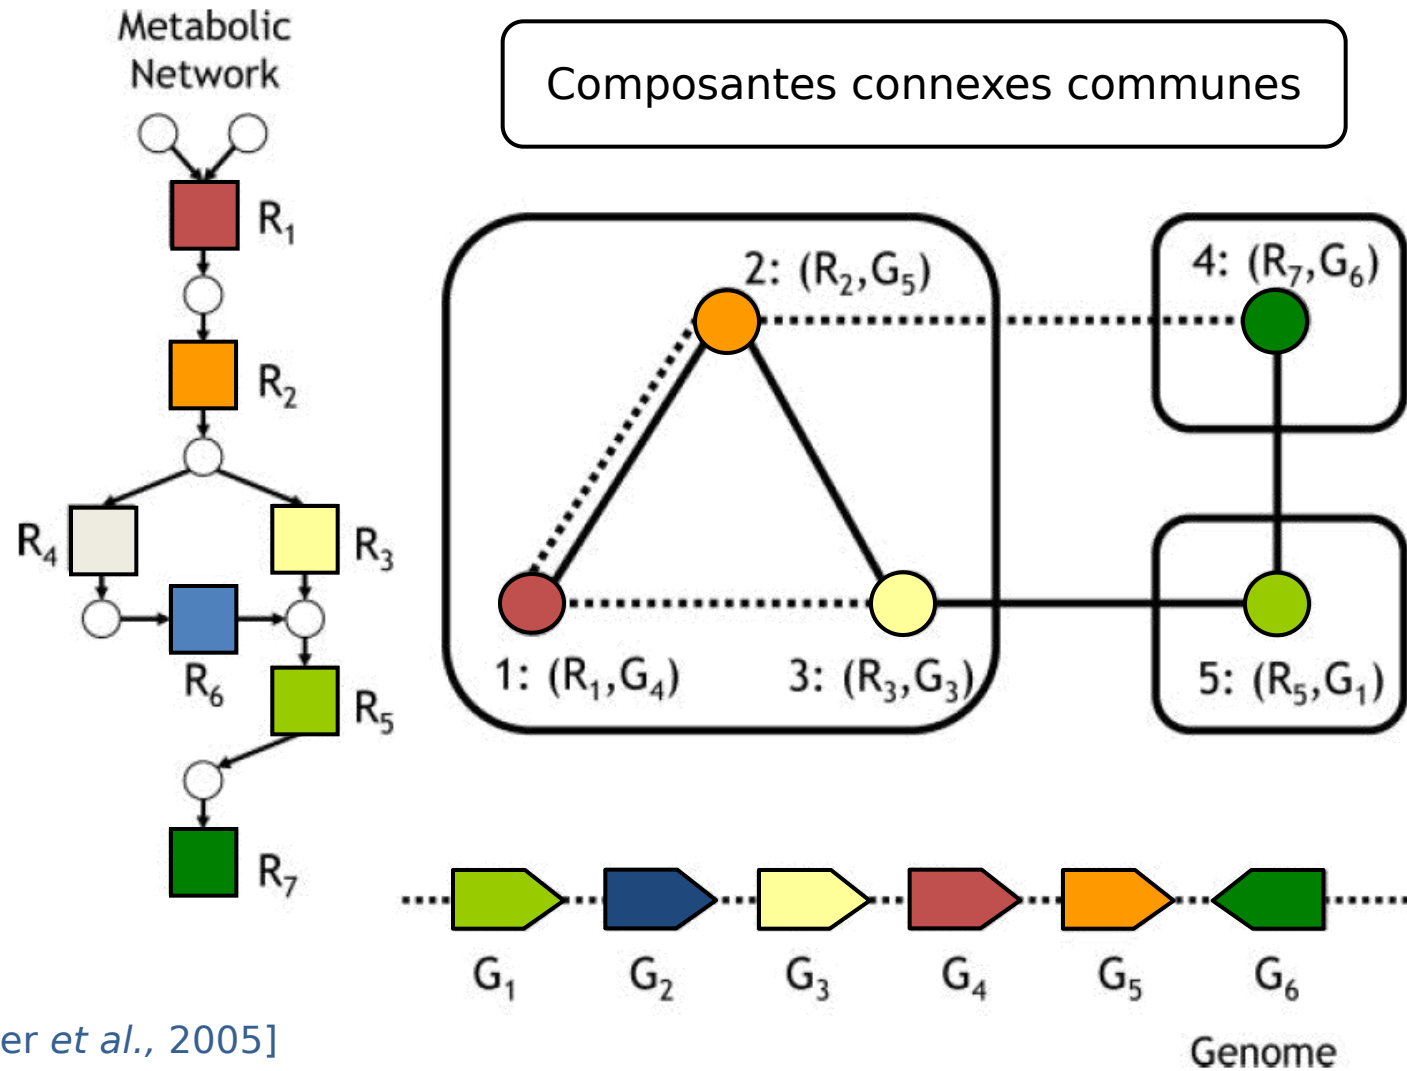 Metabolic
Network
Composantes connexes communes
R₁
R₂
R₄
R₃
R₆
R₅
R₇
2: (R₂,G₅)
4: (R₇,G₆)
1: (R₁,G₄)
3: (R₃,G₃)
5: (R₅,G₁)
G₁
G₂
G₃
G₄
G₅
G₆
Genome
er et al., 2005]